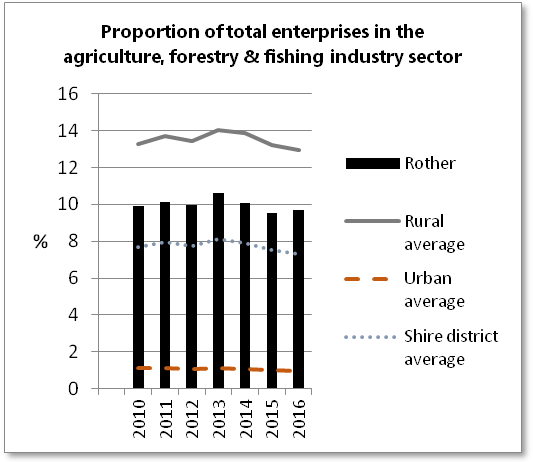 Proportion of total enterprises in the
agriculture, forestry & fishing industry sector
16
14
12
10
8
6
4
2
0
%
2010
2011
2012
2013
2014
2015
2016
Rother
Rural
average
Urban
average
Shire district
average